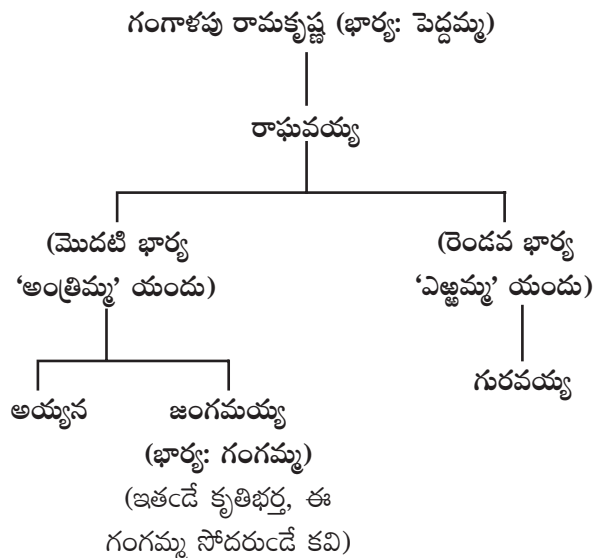 గంగాళపు రామకృష్ణ (భార్య: పెద్దమ్మ)
రాఘవయ్య
(మొదటి భార్య
‘అంత్రిమ్మ’ యందు)
(రెండవ భార్య
‘ఎఱ్ఱమ్మ’ యందు)
అయ్యన
జంగమయ్య
(భార్య: గంగమ్మ)
(ఇతఁడే కృతిభర్త, ఈ
గంగమ్మ సోదరుఁడే కవి)
గురవయ్య